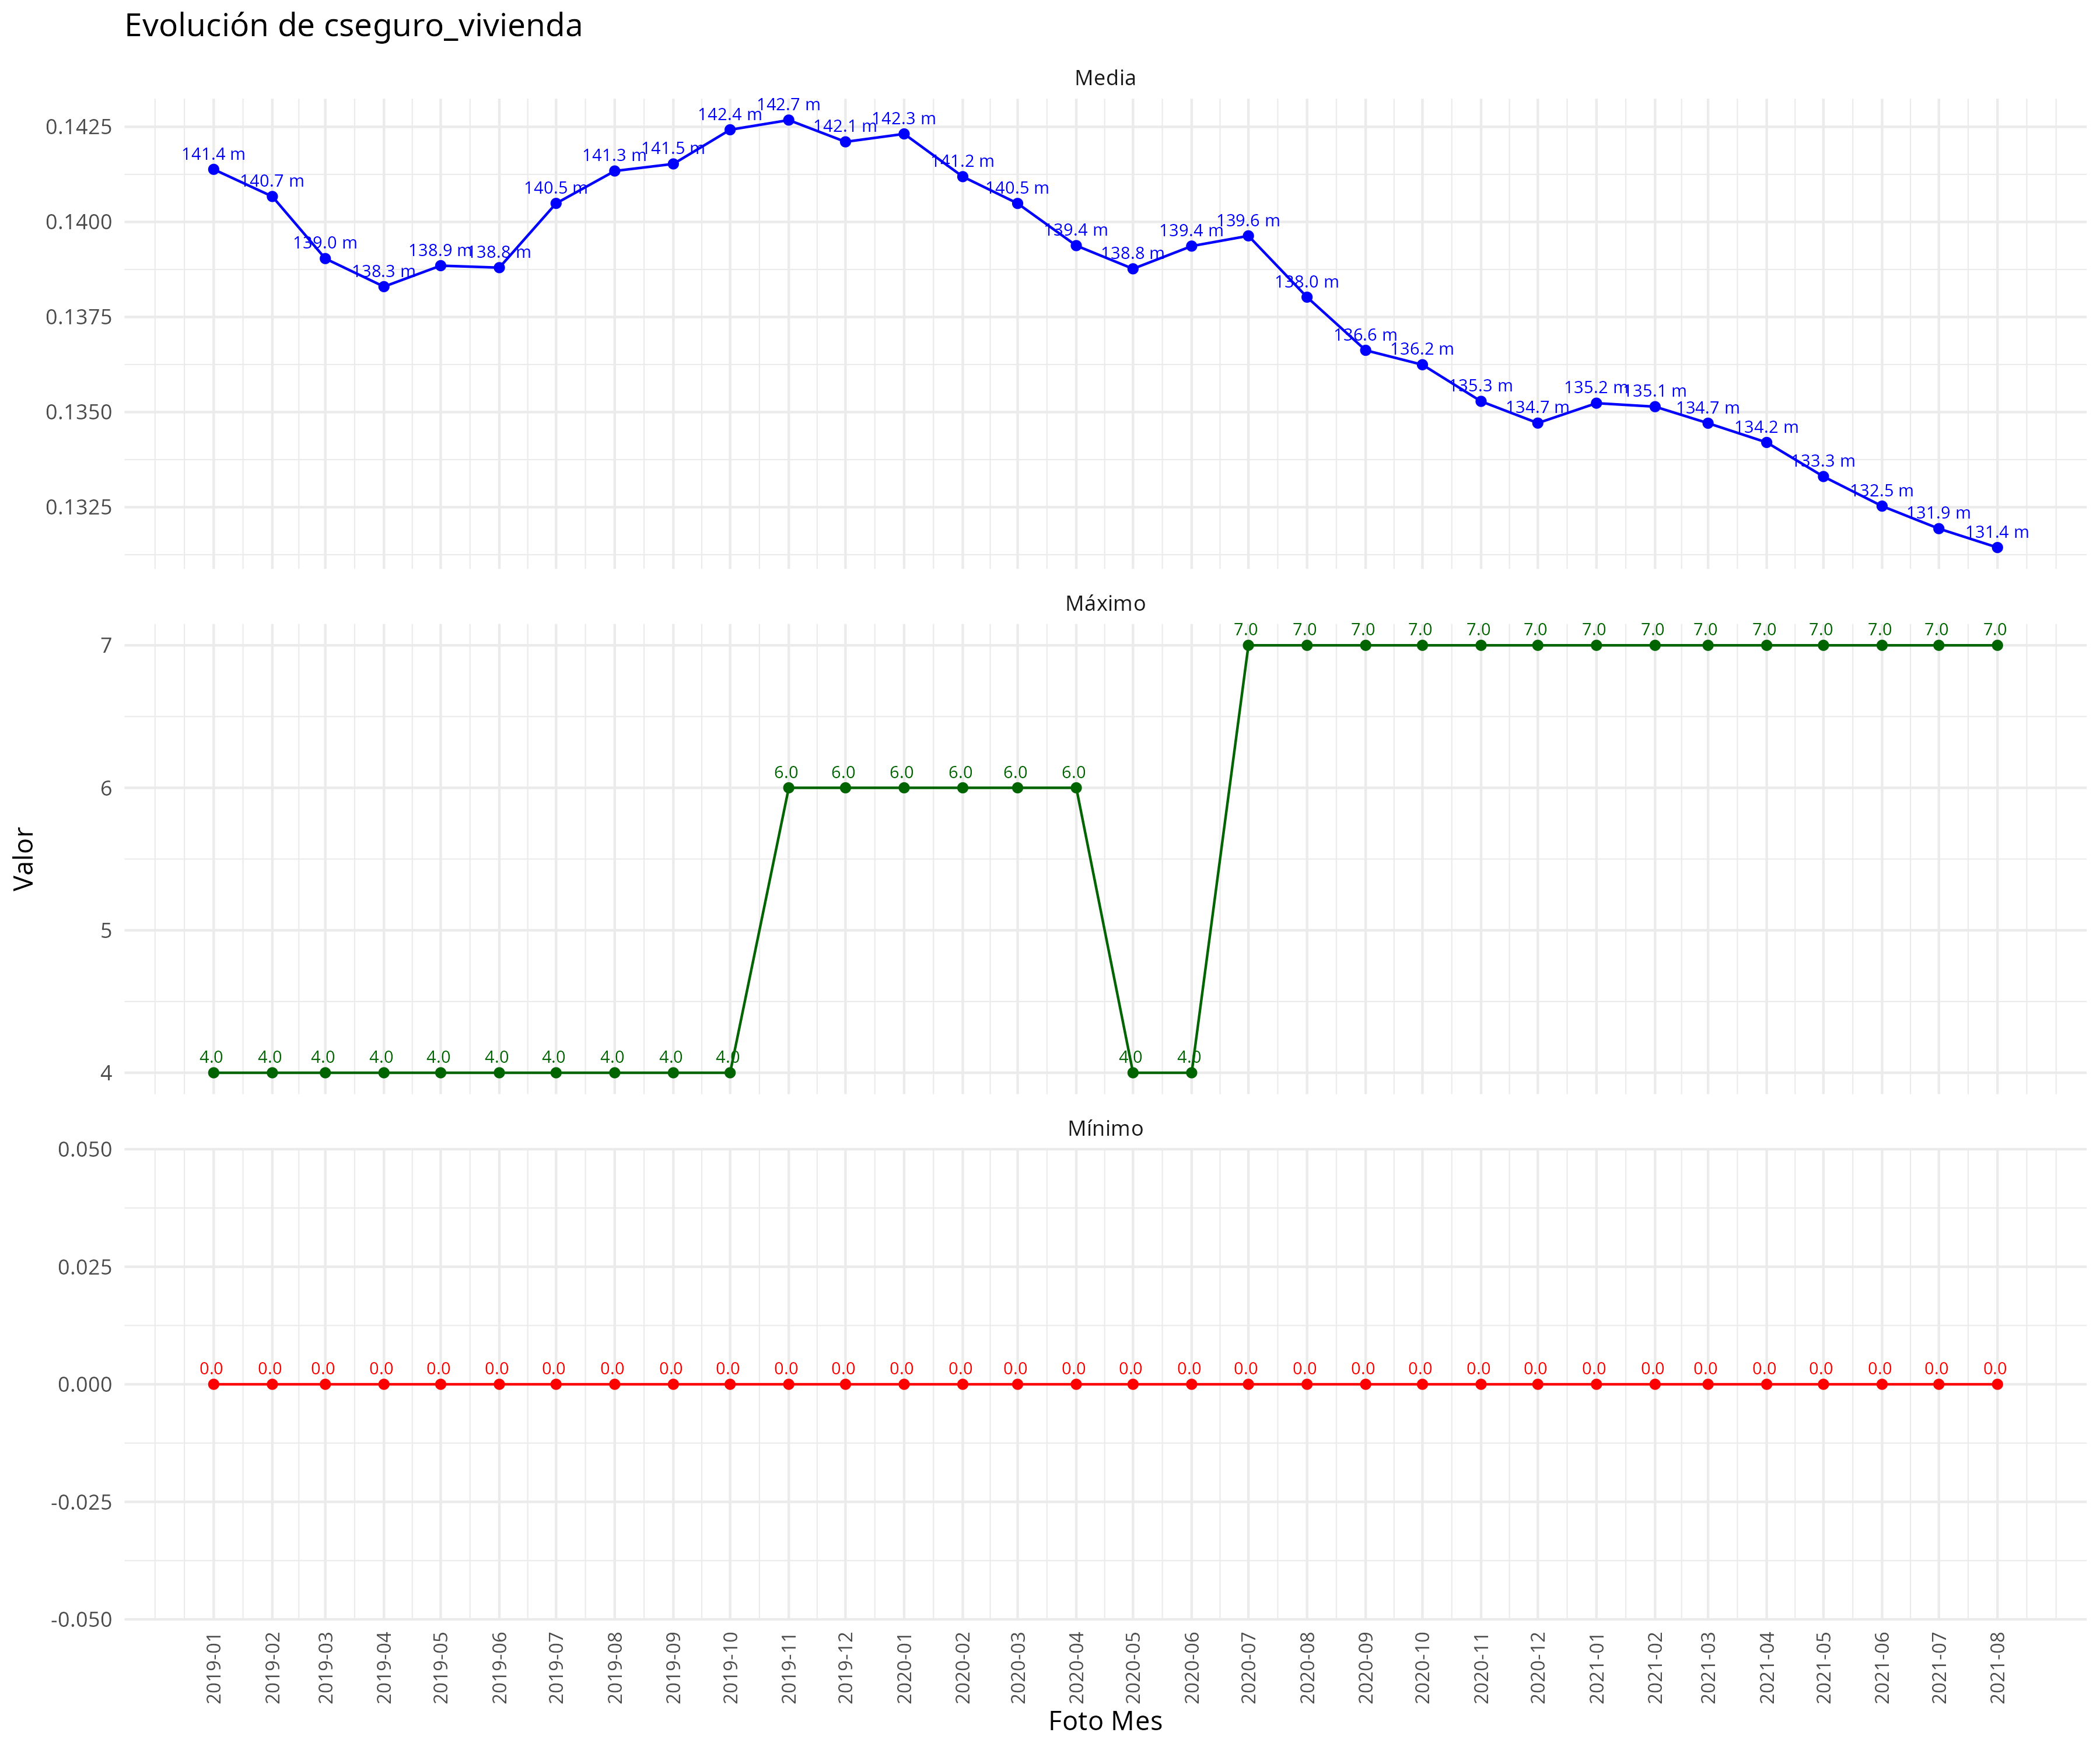 Evolución de cseguro_vivienda
Media
0.1425
0.1400
0.1375
0.1350
0.1325
141.4 m 140.7 m 139.0 m 138.3 m 138.9 m 138.8 m 140.5 m 141.3 m 141.5 m 142.4 m 142.7 m 142.1 m 142.3 m 141.2 m 140.5 m 139.4 m 138.8 m 139.4 m 139.6 m 138.0 m 136.6 m 136.2 m 135.3 m 134.7 m 135.2 m 135.1 m 134.7 m 134.2 m 133.3 m 132.5 m 131.9 m 131.4 m
Máximo
7
6
5
4
4.0 4.0 4.0 4.0 4.0 4.0 4.0 4.0 4.0 4.0 6.0 6.0 6.0 6.0 6.0 6.0 4.0 4.0 7.0 7.0 7.0 7.0 7.0 7.0 7.0 7.0 7.0 7.0 7.0 7.0 7.0 7.0
Valor
Mínimo
0.050
0.025
0.000
-0.025
-0.050
0.0 0.0 0.0 0.0 0.0 0.0 0.0 0.0 0.0 0.0 0.0 0.0 0.0 0.0 0.0 0.0 0.0 0.0 0.0 0.0 0.0 0.0 0.0 0.0 0.0 0.0 0.0 0.0 0.0 0.0 0.0 0.0
2019-01 2019-02 2019-03 2019-04 2019-05 2019-06 2019-07 2019-08 2019-09 2019-10 2019-11 2019-12 2020-01 2020-02 2020-03 2020-04 2020-05 2020-06 2020-07 2020-08 2020-09 2020-10 2020-11 2020-12 2021-01 2021-02 2021-03 2021-04 2021-05 2021-06 2021-07 2021-08
Foto Mes